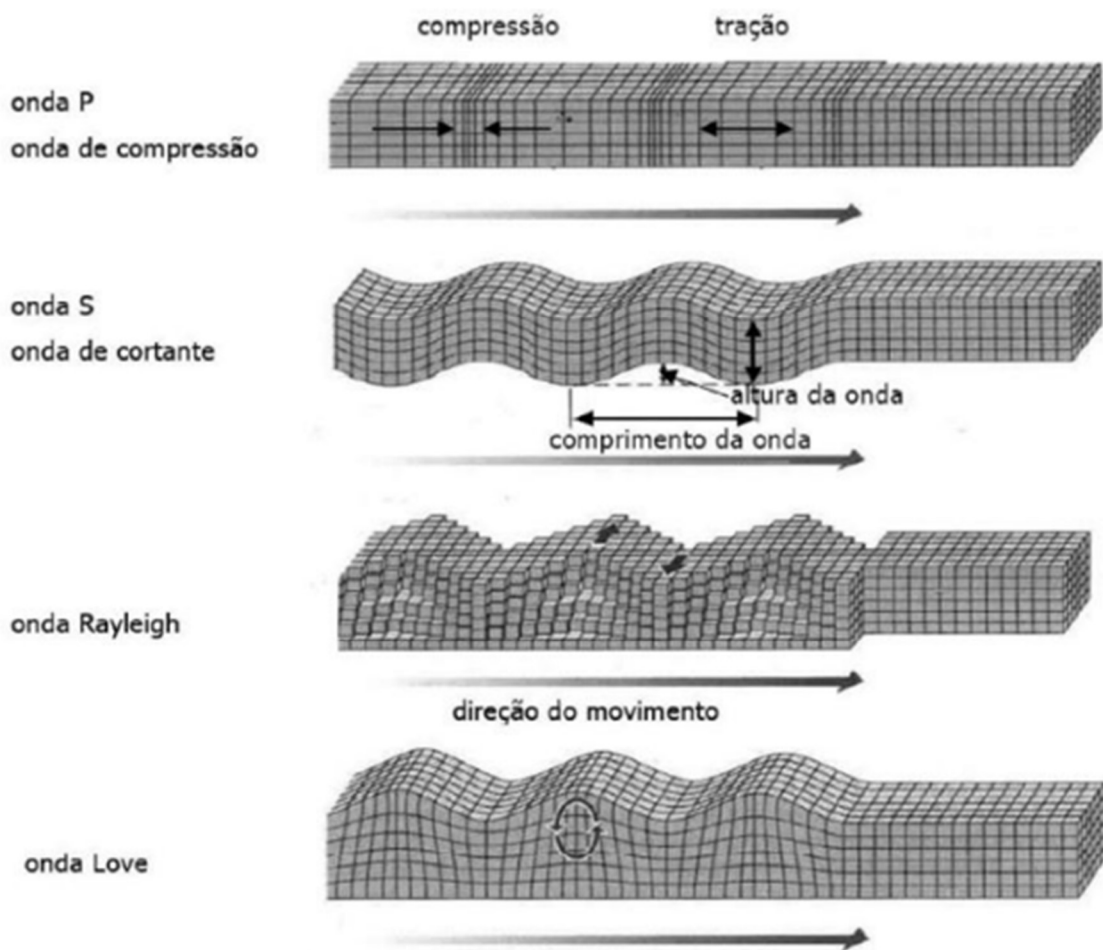 compressão tração
onda P
onda de compressão
onda S
onda de cortante
altura da onda
comprimento da onda
onda Rayleigh
direção do movimento
onda Love